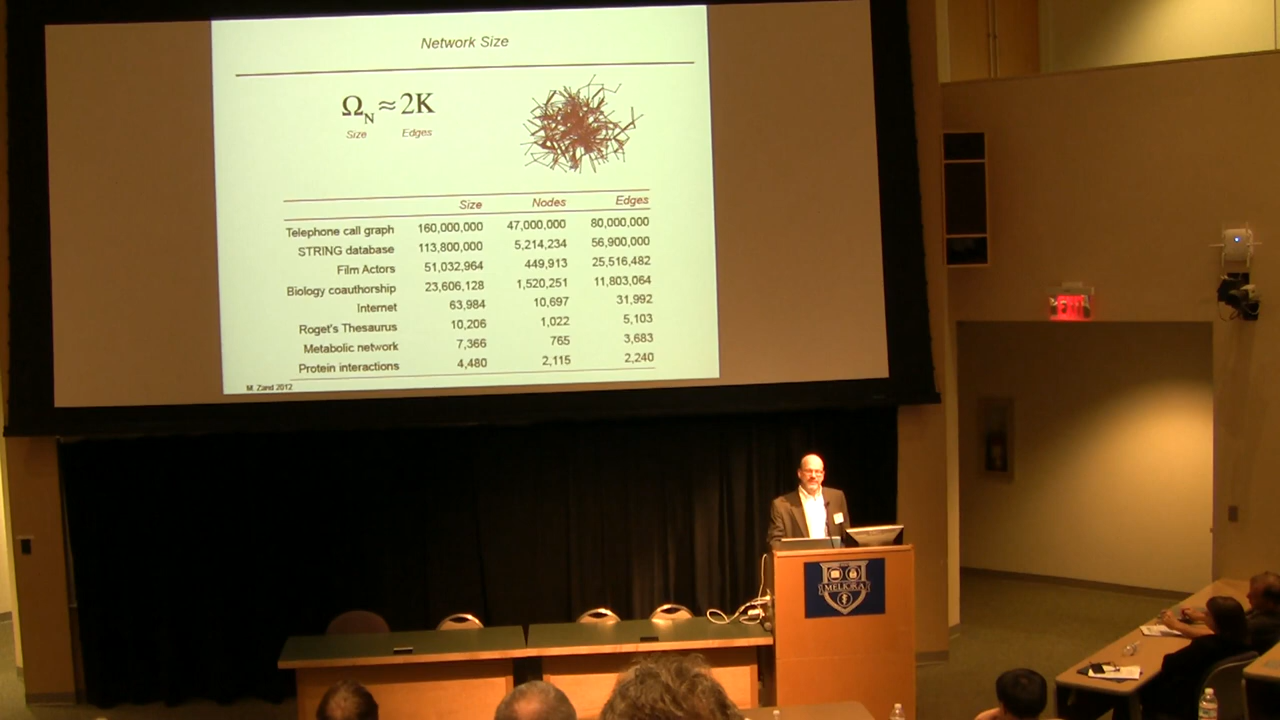 Network Size
Ω_N ≈ 2K
Size Edges
Size Nodes Edges
Telephone call graph 160,000,000 47,000,000 80,000,000
STRING database 113,800,000 5,214,234 56,900,000
Film Actors 51,032,964 449,913 25,516,482
Biology coauthorship 23,606,128 1,520,251 11,803,064
Internet 63,984 10,697 31,992
Roget's Thesaurus 10,206 1,022 5,103
Metabolic network 7,366 765 3,683
Protein interactions 4,480 2,115 2,240
M. Zand 2012
EXIT
MELIORA